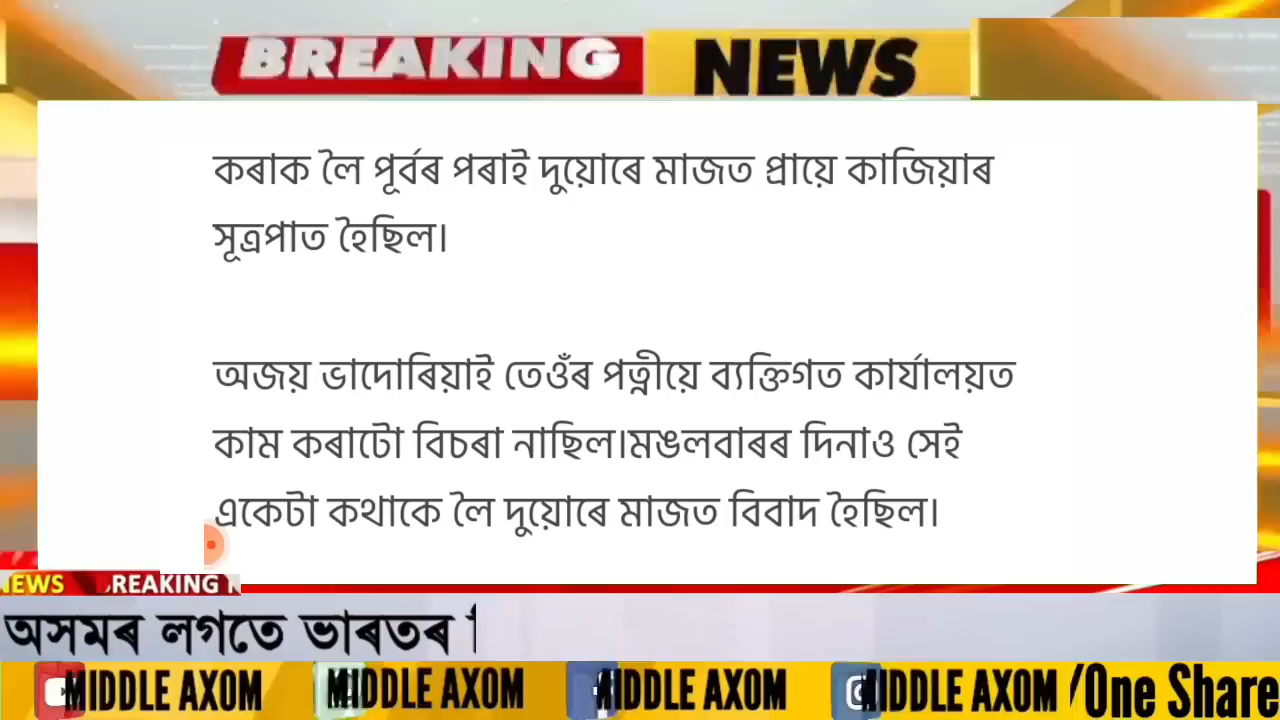 BREAKING NEWS
কৰাক লৈ পূৰ্বৰ পৰাই দুয়োৰে মাজত প্ৰায়ে কাজিয়াৰ
সূত্ৰপাত হৈছিল।
অজয় ভাদোৰিয়াই তেওঁৰ পত্নীয়ে ব্যক্তিগত কাৰ্যালয়ত
কাম কৰাটো বিচৰা নাছিল।মঙলবাৰৰ দিনাও সেই
একেটা কথাকে লৈ দুয়োৰে মাজত বিবাদ হৈছিল।
NEWS BREAKING
অসমৰ লগতে ভাৰতৰ
MIDDLE AXOM MIDDLE AXOM MIDDLE AXOM MIDDLE AXOM /One Share